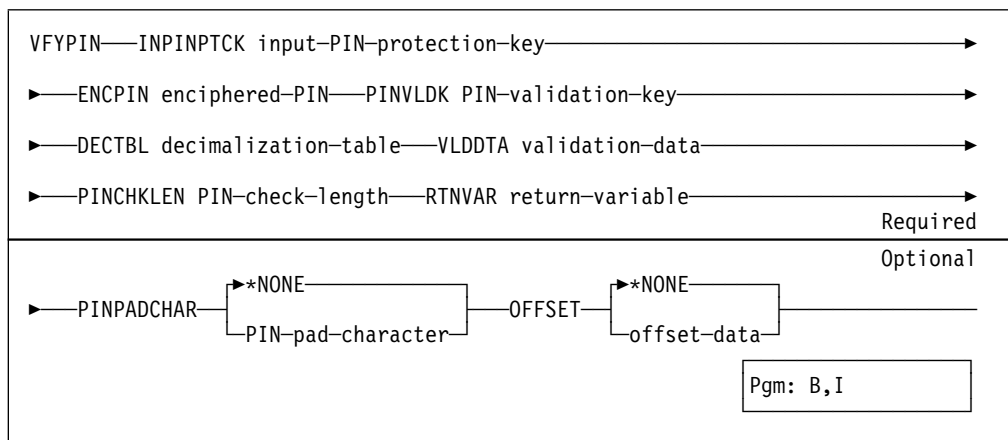 VFYPIN INPINPTCK input-PIN-protection-key
ENCPIN enciphered-PIN PINVLDK PIN-validation-key
DECTBL decimalization-table VLDDTA validation-data
PINCHKLEN PIN-check-length RTNVAR return-variable
Required
Optional
*NONE *NONE
PINPADCHAR OFFSET
PIN-pad-character offset-data
Pgm: B,I